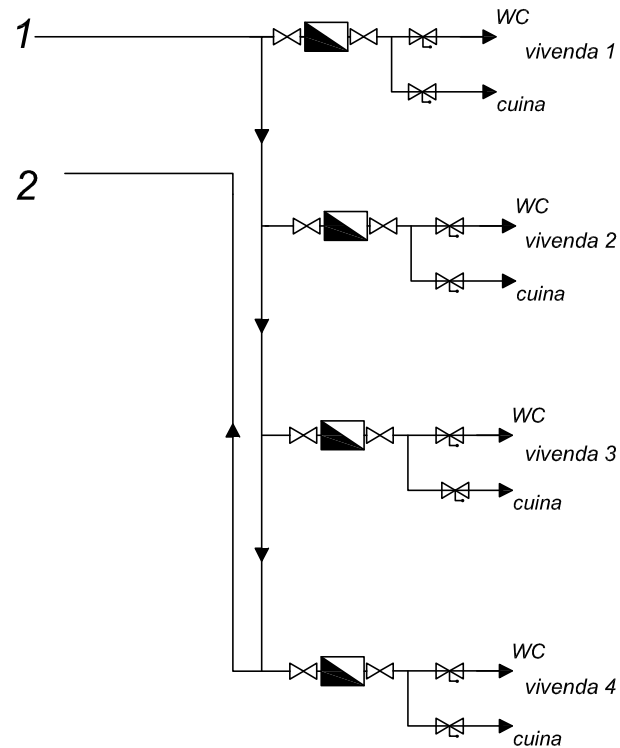 1
WC
vivenda 1
cuina
2
WC
vivenda 2
cuina
WC
vivenda 3
cuina
WC
vivenda 4
cuina